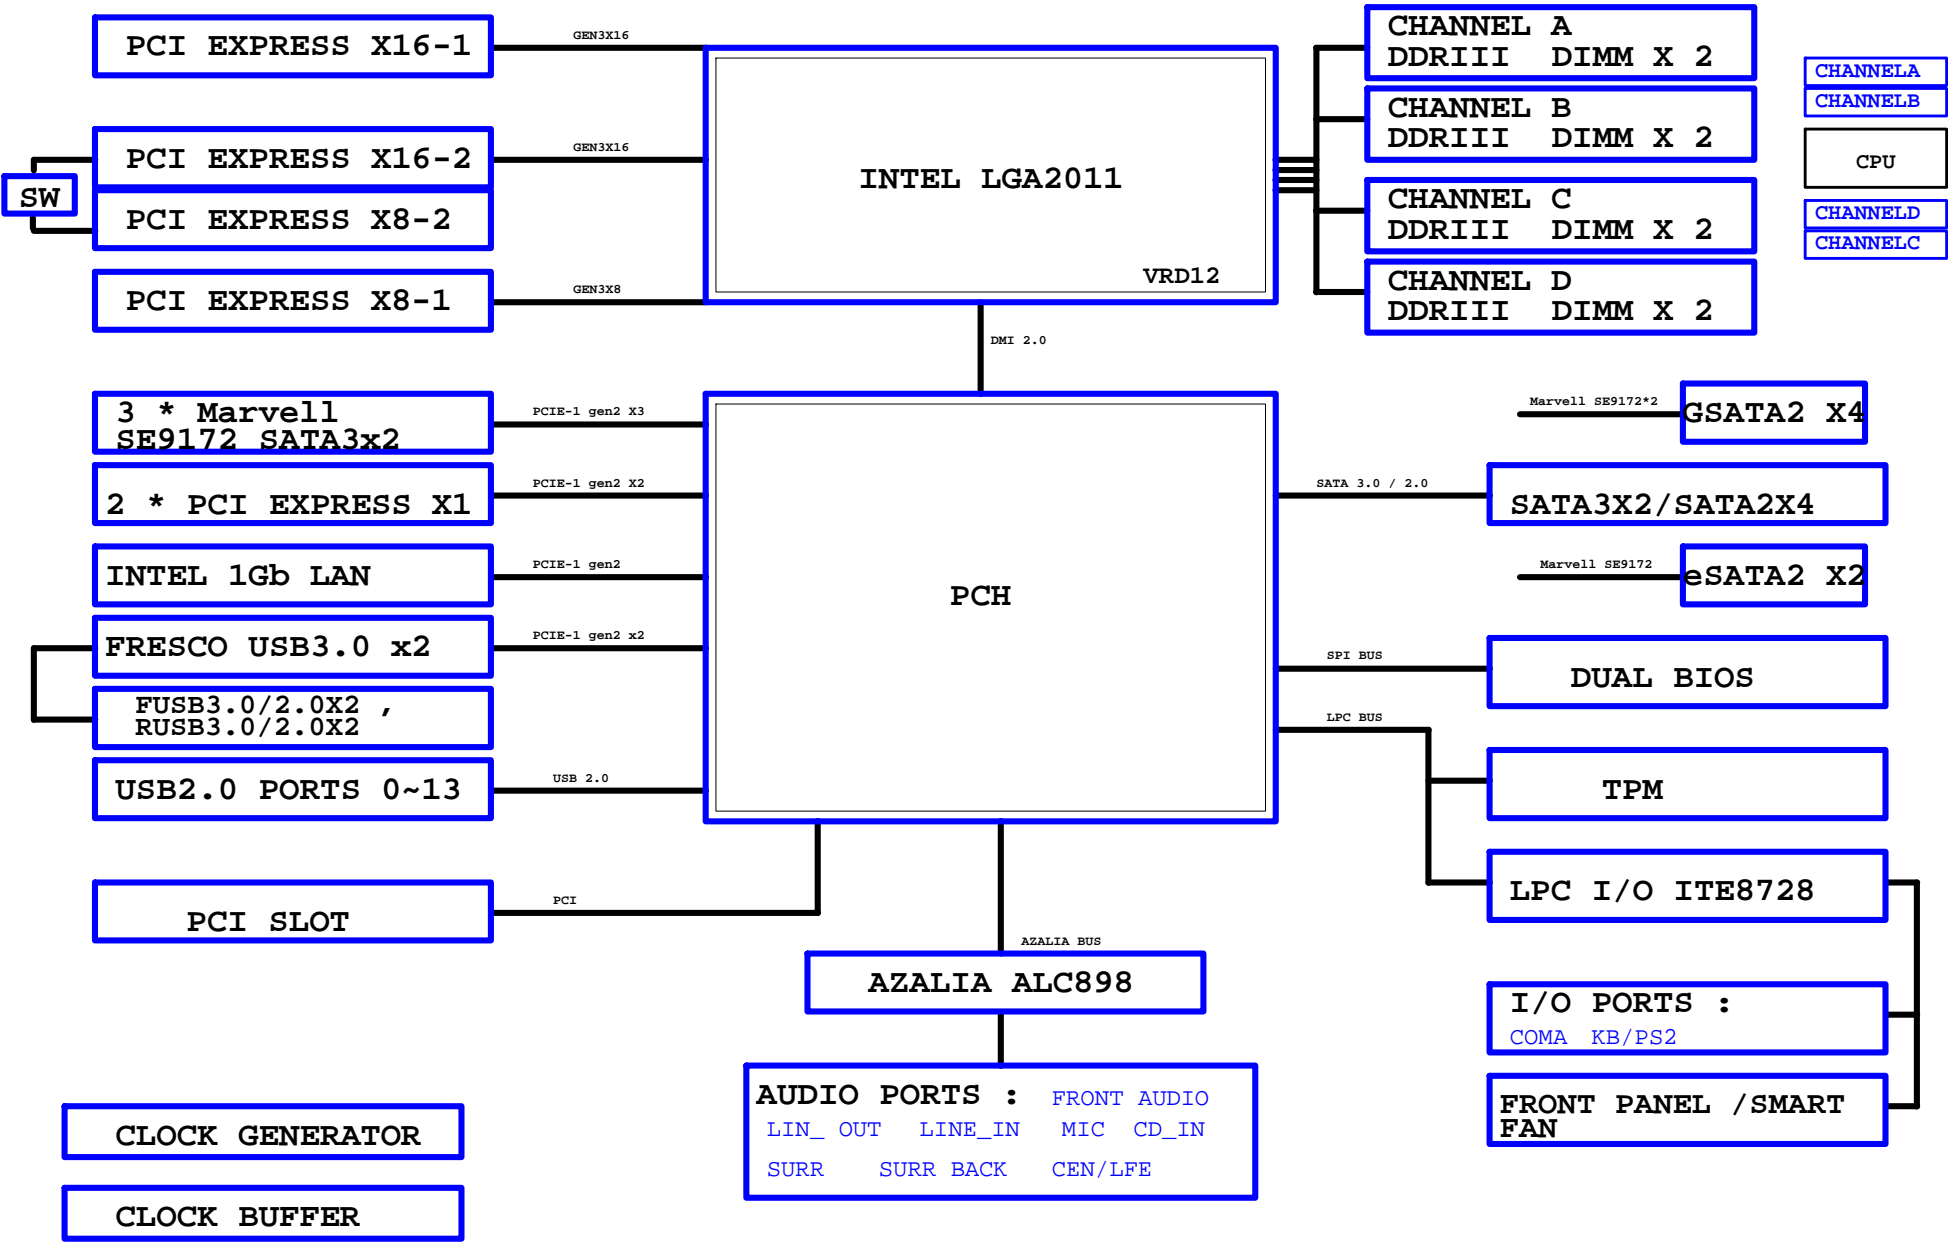 PCI EXPRESS X16-1
GEN3X16
CHANNEL A
DDRIII DIMM X 2
CHANNELA
CHANNELB
CHANNEL B
DDRIII DIMM X 2
PCI EXPRESS X16-2
GEN3X16
INTEL LGA2011
CPU
SW
PCI EXPRESS X8-2
CHANNEL C
DDRIII DIMM X 2
CHANNELD
CHANNELC
PCI EXPRESS X8-1
GEN3X8
VRD12
CHANNEL D
DDRIII DIMM X 2
DMI 2.0
3 * Marvell
SE9172 SATA3x2
PCIE-1 gen2 X3
Marvell SE9172*2
GSATA2 X4
2 * PCI EXPRESS X1
PCIE-1 gen2 X2
SATA 3.0 / 2.0
SATA3X2/SATA2X4
INTEL 1Gb LAN
PCIE-1 gen2
PCH
Marvell SE9172
eSATA2 X2
FRESCO USB3.0 x2
PCIE-1 gen2 x2
SPI BUS
DUAL BIOS
FUSB3.0/2.0X2 ,
RUSB3.0/2.0X2
LPC BUS
USB2.0 PORTS 0~13
USB 2.0
TPM
PCI SLOT
PCI
LPC I/O ITE8728
AZALIA BUS
AZALIA ALC898
I/O PORTS :
COMA KB/PS2
AUDIO PORTS : FRONT AUDIO
LIN_ OUT LINE_IN MIC CD_IN
SURR SURR BACK CEN/LFE
FRONT PANEL /SMART
FAN
CLOCK GENERATOR
CLOCK BUFFER